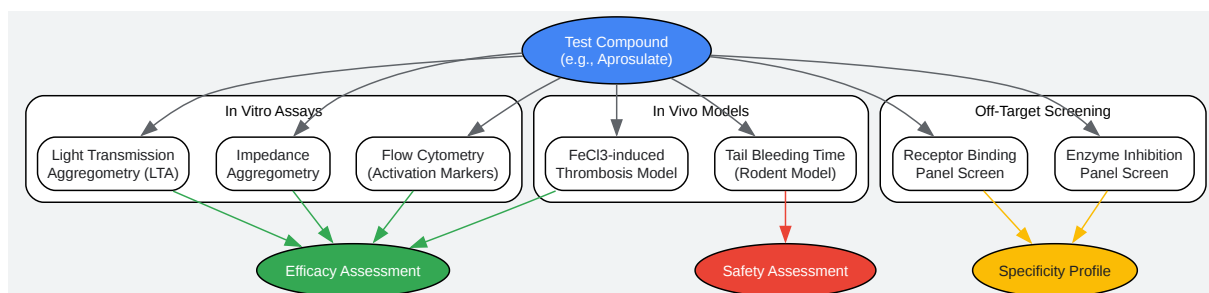 Test Compound
(e.g., Aprosulate)
In Vitro Assays
In Vivo Models
Off-Target Screening
Light Transmission
Aggregometry (LTA)
Impedance
Aggregometry
Flow Cytometry
(Activation Markers)
FeCl3-induced
Thrombosis Model
Tail Bleeding Time
(Rodent Model)
Receptor Binding
Panel Screen
Enzyme Inhibition
Panel Screen
Efficacy Assessment
Safety Assessment
Specificity Profile